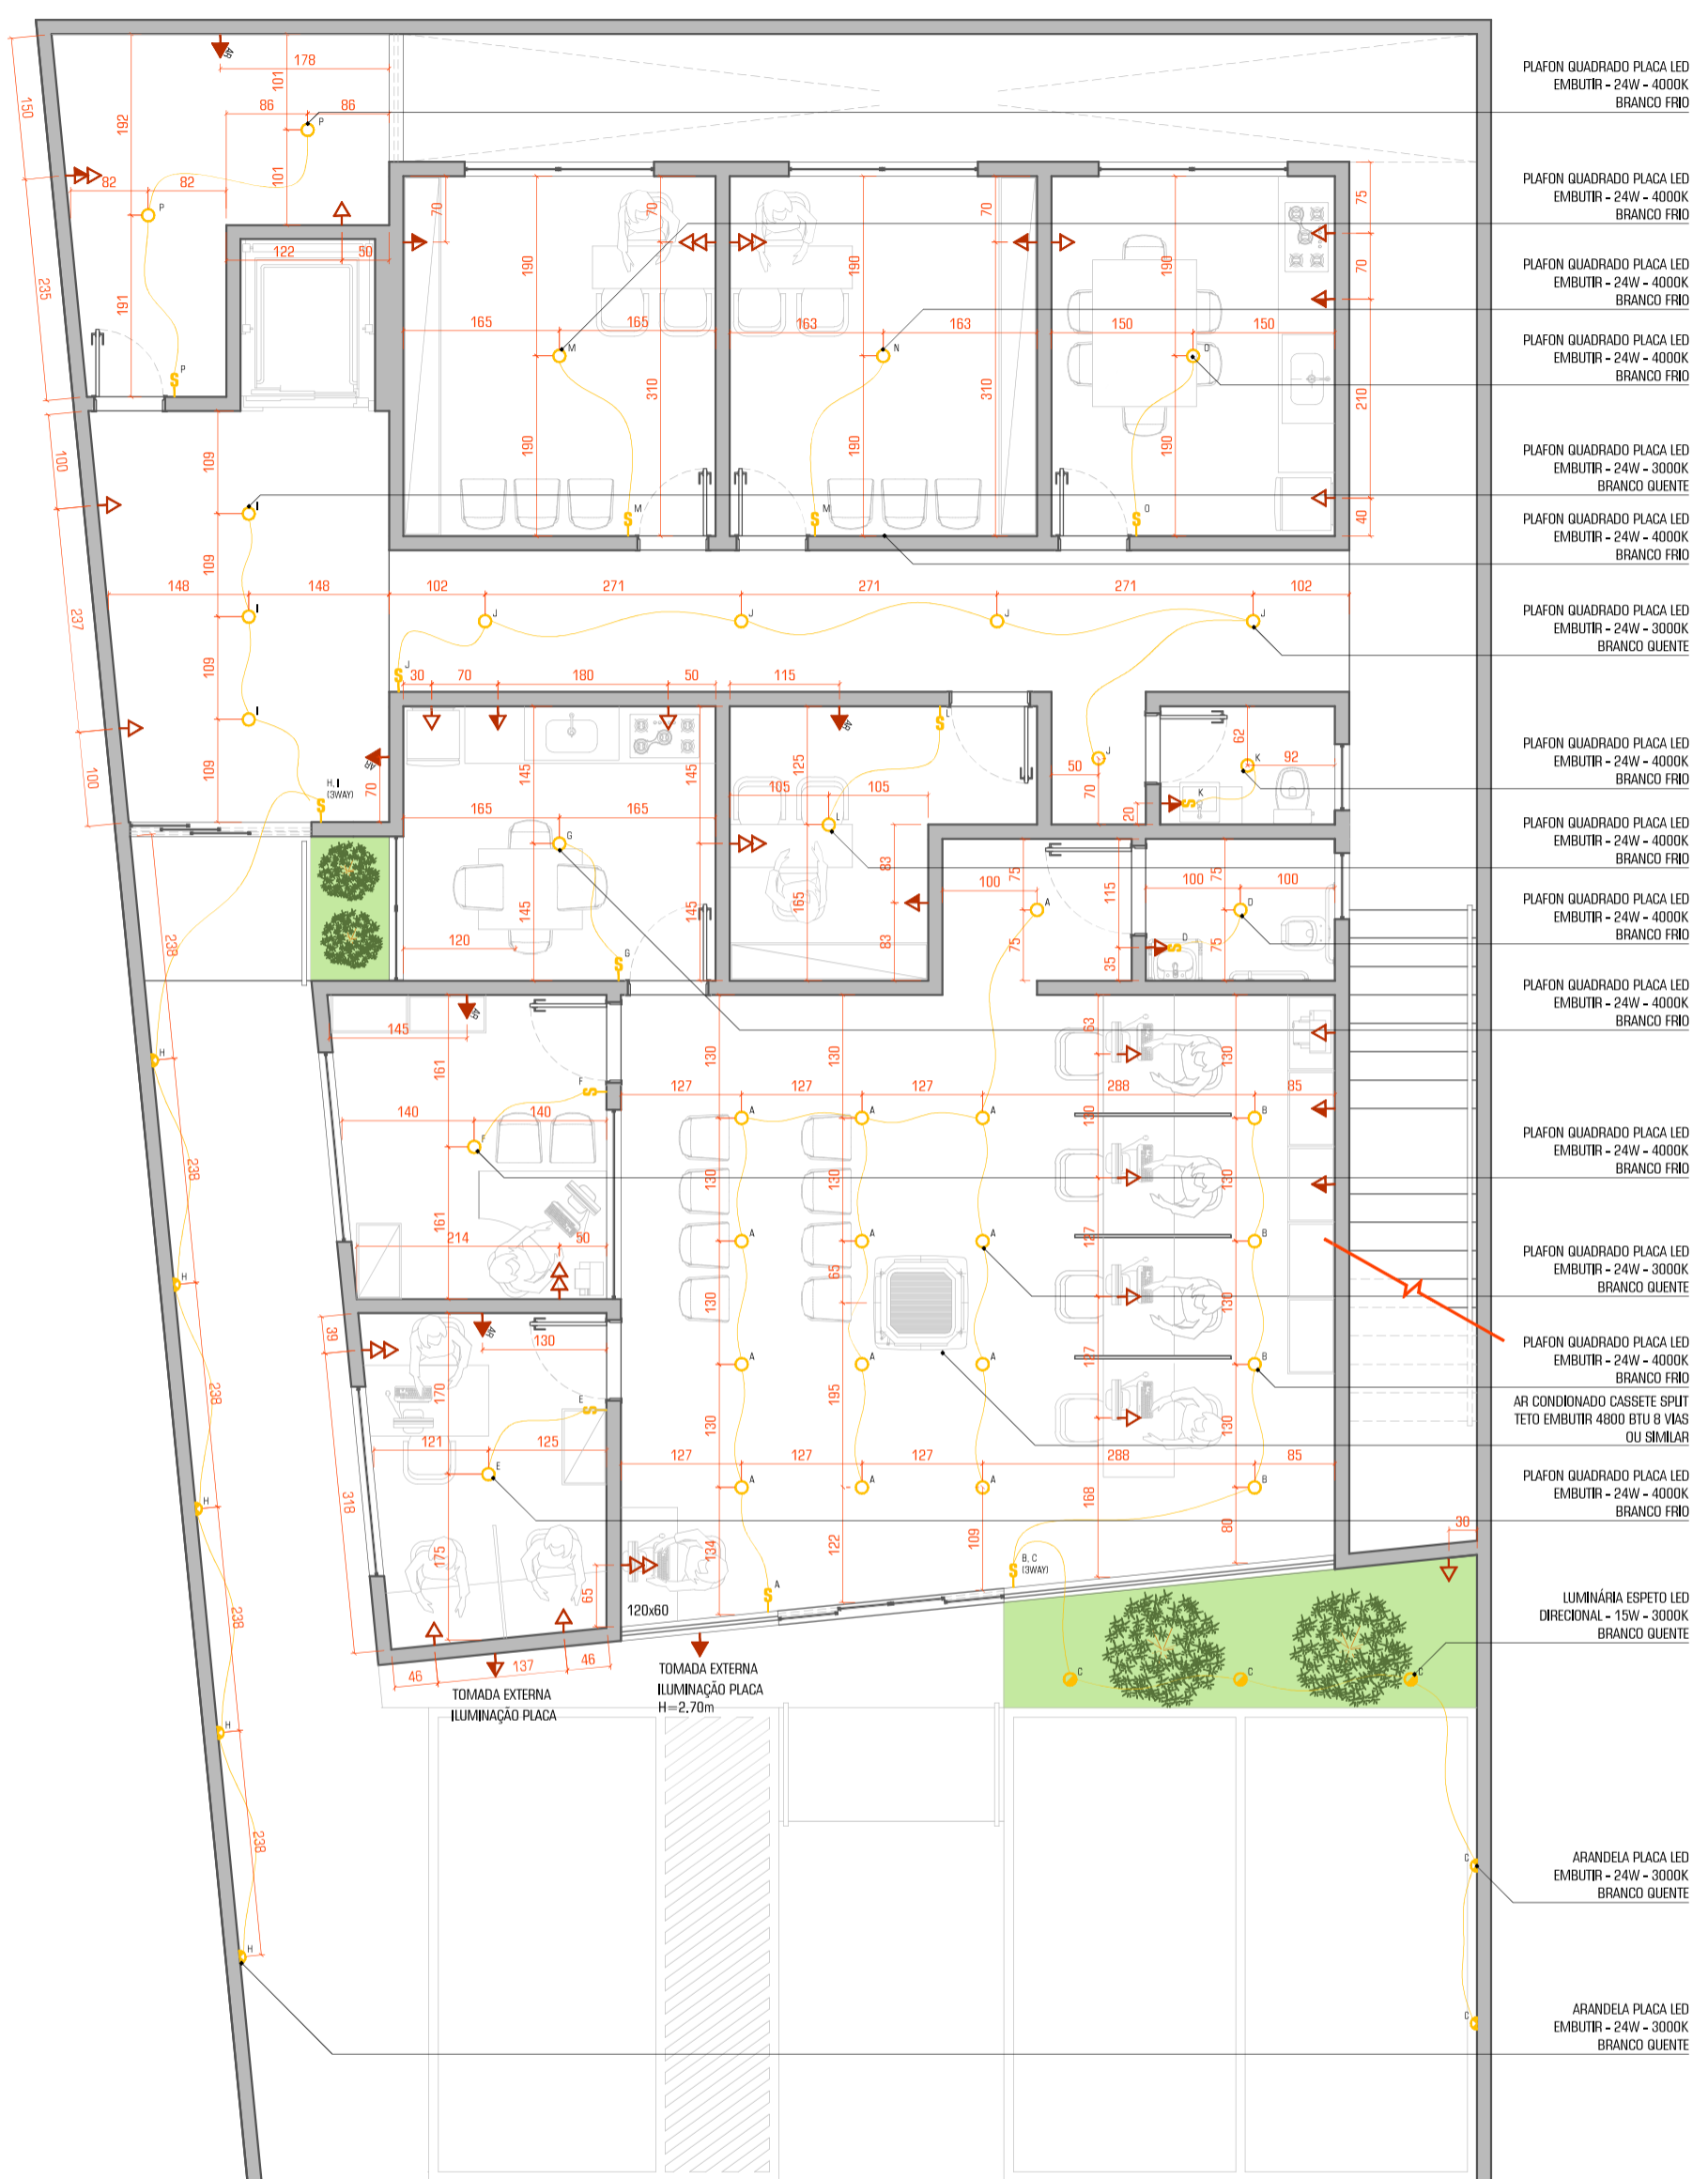 PLAFON QUADRADO PLACA LED
EMBUTIR - 24W - 4000K
BRANCO FRIO
PLAFON QUADRADO PLACA LED
EMBUTIR - 24W - 4000K
BRANCO FRIO
PLAFON QUADRADO PLACA LED
EMBUTIR - 24W - 4000K
BRANCO FRIO
PLAFON QUADRADO PLACA LED
EMBUTIR - 24W - 4000K
BRANCO FRIO
PLAFON QUADRADO PLACA LED
EMBUTIR - 24W - 3000K
BRANCO QUENTE
PLAFON QUADRADO PLACA LED
EMBUTIR - 24W - 4000K
BRANCO FRIO
PLAFON QUADRADO PLACA LED
EMBUTIR - 24W - 3000K
BRANCO QUENTE
PLAFON QUADRADO PLACA LED
EMBUTIR - 24W - 4000K
BRANCO FRIO
PLAFON QUADRADO PLACA LED
EMBUTIR - 24W - 4000K
BRANCO FRIO
PLAFON QUADRADO PLACA LED
EMBUTIR - 24W - 4000K
BRANCO FRIO
PLAFON QUADRADO PLACA LED
EMBUTIR - 24W - 4000K
BRANCO FRIO
PLAFON QUADRADO PLACA LED
EMBUTIR - 24W - 4000K
BRANCO FRIO
PLAFON QUADRADO PLACA LED
EMBUTIR - 24W - 3000K
BRANCO QUENTE
PLAFON QUADRADO PLACA LED
EMBUTIR - 24W - 4000K
BRANCO FRIO
AR CONDIONADO CASSETE SPLIT
TETO EMBUTIR 4800 BTU 8 VIAS
OU SIMILAR
PLAFON QUADRADO PLACA LED
EMBUTIR - 24W - 4000K
BRANCO FRIO
LUMINÁRIA ESPETO LED
DIRECIONAL - 15W - 3000K
BRANCO QUENTE
ARANDELA PLACA LED
EMBUTIR - 24W - 3000K
BRANCO QUENTE
ARANDELA PLACA LED
EMBUTIR - 24W - 3000K
BRANCO QUENTE
150
192
AR
178
101
86 86
P
82 82
P
101
235
191
122 50
P
70
190
165 165
M
310
190
M
70
70
190
163 163
N
310
190
M
190
150 150
D
190
O
75
70
210
40
100
237
100
109
I
109
I
109
I
109
148 148 102 271 271 271 102
J J J J
J
30 70 180 50 115
AR
70
H, I
(3WAY)
145 145
165 165
G
145 145
120
G
AR
L
125
105 105
L
165
83
83
50
J
70
62
92
K
K
20
100
75
A
75
115
35
100 100
75
D
75
D
238
H
238
H
238
H
238
H
238
H
145
AR
161
F
140 140
F
161
214 50
39
AR
130
170
E
121 125
E
175
318
65
46 137 46
130 130 63 130
127 127 127 288 85
A A A B
130 130 130 130
A A A B
130 65 127 130
A A A B
130 195 127 130
127 127 127 288 85
A A A B
134 122 109 168 80
A
B, C
(3WAY)
30
120x60
TOMADA EXTERNA
ILUMINAÇÃO PLACA
H=2.70m
TOMADA EXTERNA
ILUMINAÇÃO PLACA
C C C
C
C